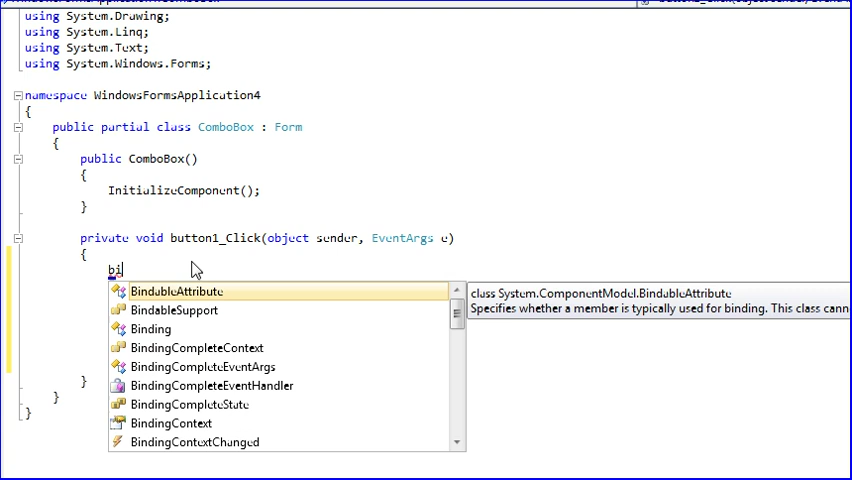 using System.Drawing;
using System.Linq;
using System.Text;
using System.Windows.Forms;
namespace WindowsFormsApplication4
{
public partial class ComboBox : Form
{
public ComboBox()
{
InitializeComponent();
}
private void button1_Click(object sender, EventArgs e)
{
bi
BindableAttribute
BindableSupport
Binding
BindingCompleteContext
BindingCompleteEventArgs
BindingCompleteEventHandler
BindingCompleteState
BindingContext
BindingContextChanged
class System.ComponentModel.BindableAttribute
Specifies whether a member is typically used for binding. This class cann
}
}
}